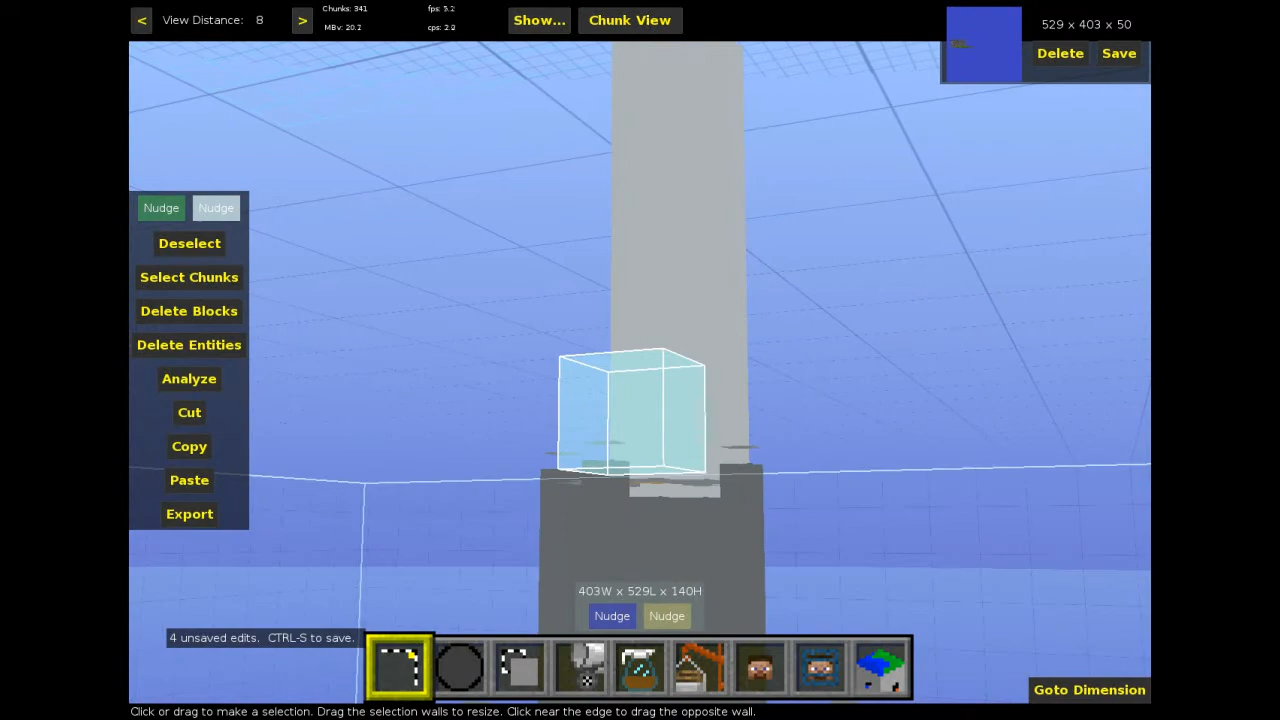 < View Distance: 8 >
Chunks: 341 fps: 5.2
MBv: 20.2 cps: 2.8
Show... Chunk View
529 x 403 x 50
Delete Save
Nudge Nudge
Deselect
Select Chunks
Delete Blocks
Delete Entities
Analyze
Cut
Copy
Paste
Export
403W x 529L x 140H
Nudge Nudge
4 unsaved edits. CTRL-S to save.
Goto Dimension
Click or drag to make a selection. Drag the selection walls to resize. Click near the edge to drag the opposite wall.